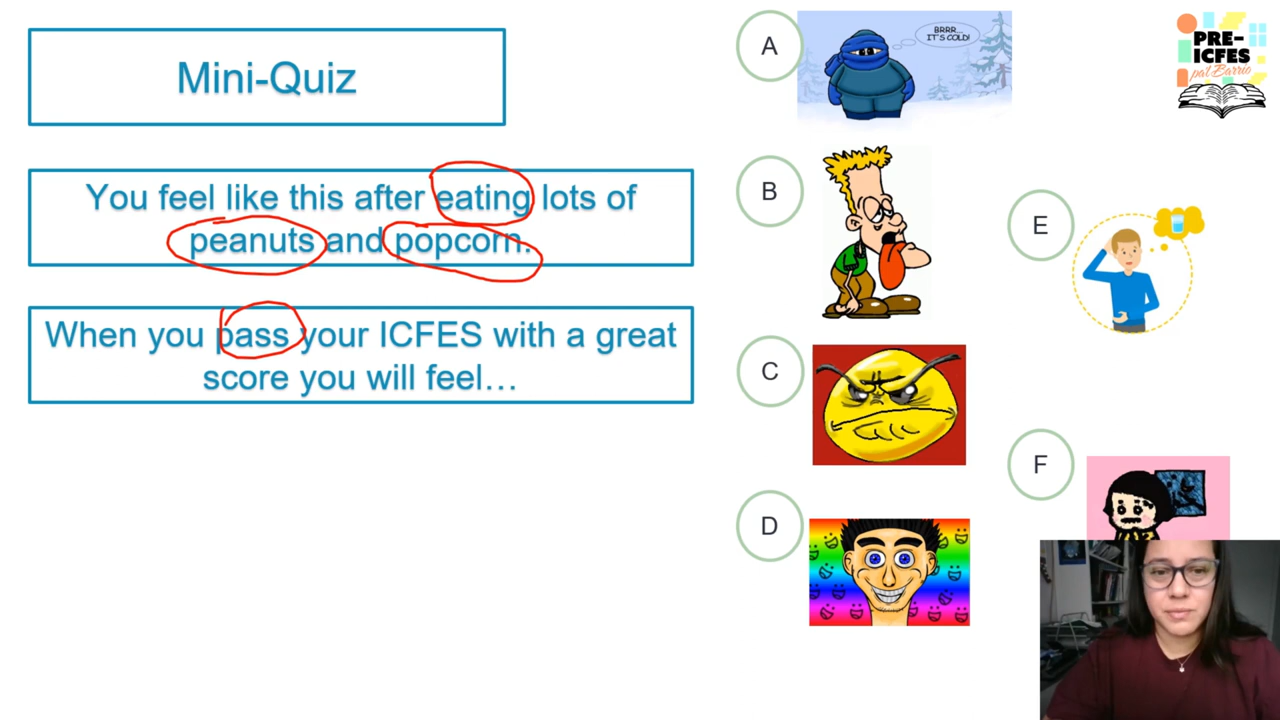 Mini-Quiz
You feel like this after eating lots of
peanuts and popcorn.
When you pass your ICFES with a great
score you will feel…
A
BRRR...
IT'S COLD!
B
C
D
E
F
PRE-
ICFES
pa'l Barrio